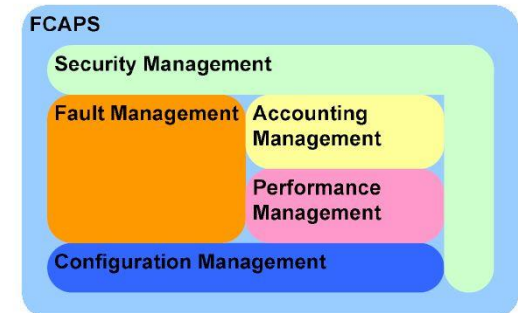 FCAPS
Security Management
Fault Management
Accounting
Management
Performance
Management
Configuration Management